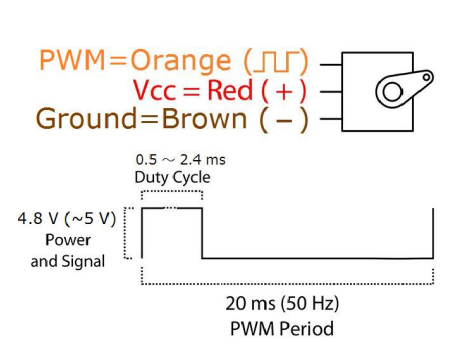 PWM=Orange (⎍⎍)
Vcc = Red ( + )
Ground=Brown ( − )
0.5 ～ 2.4 ms
Duty Cycle
4.8 V (~5 V)
Power
and Signal
20 ms (50 Hz)
PWM Period